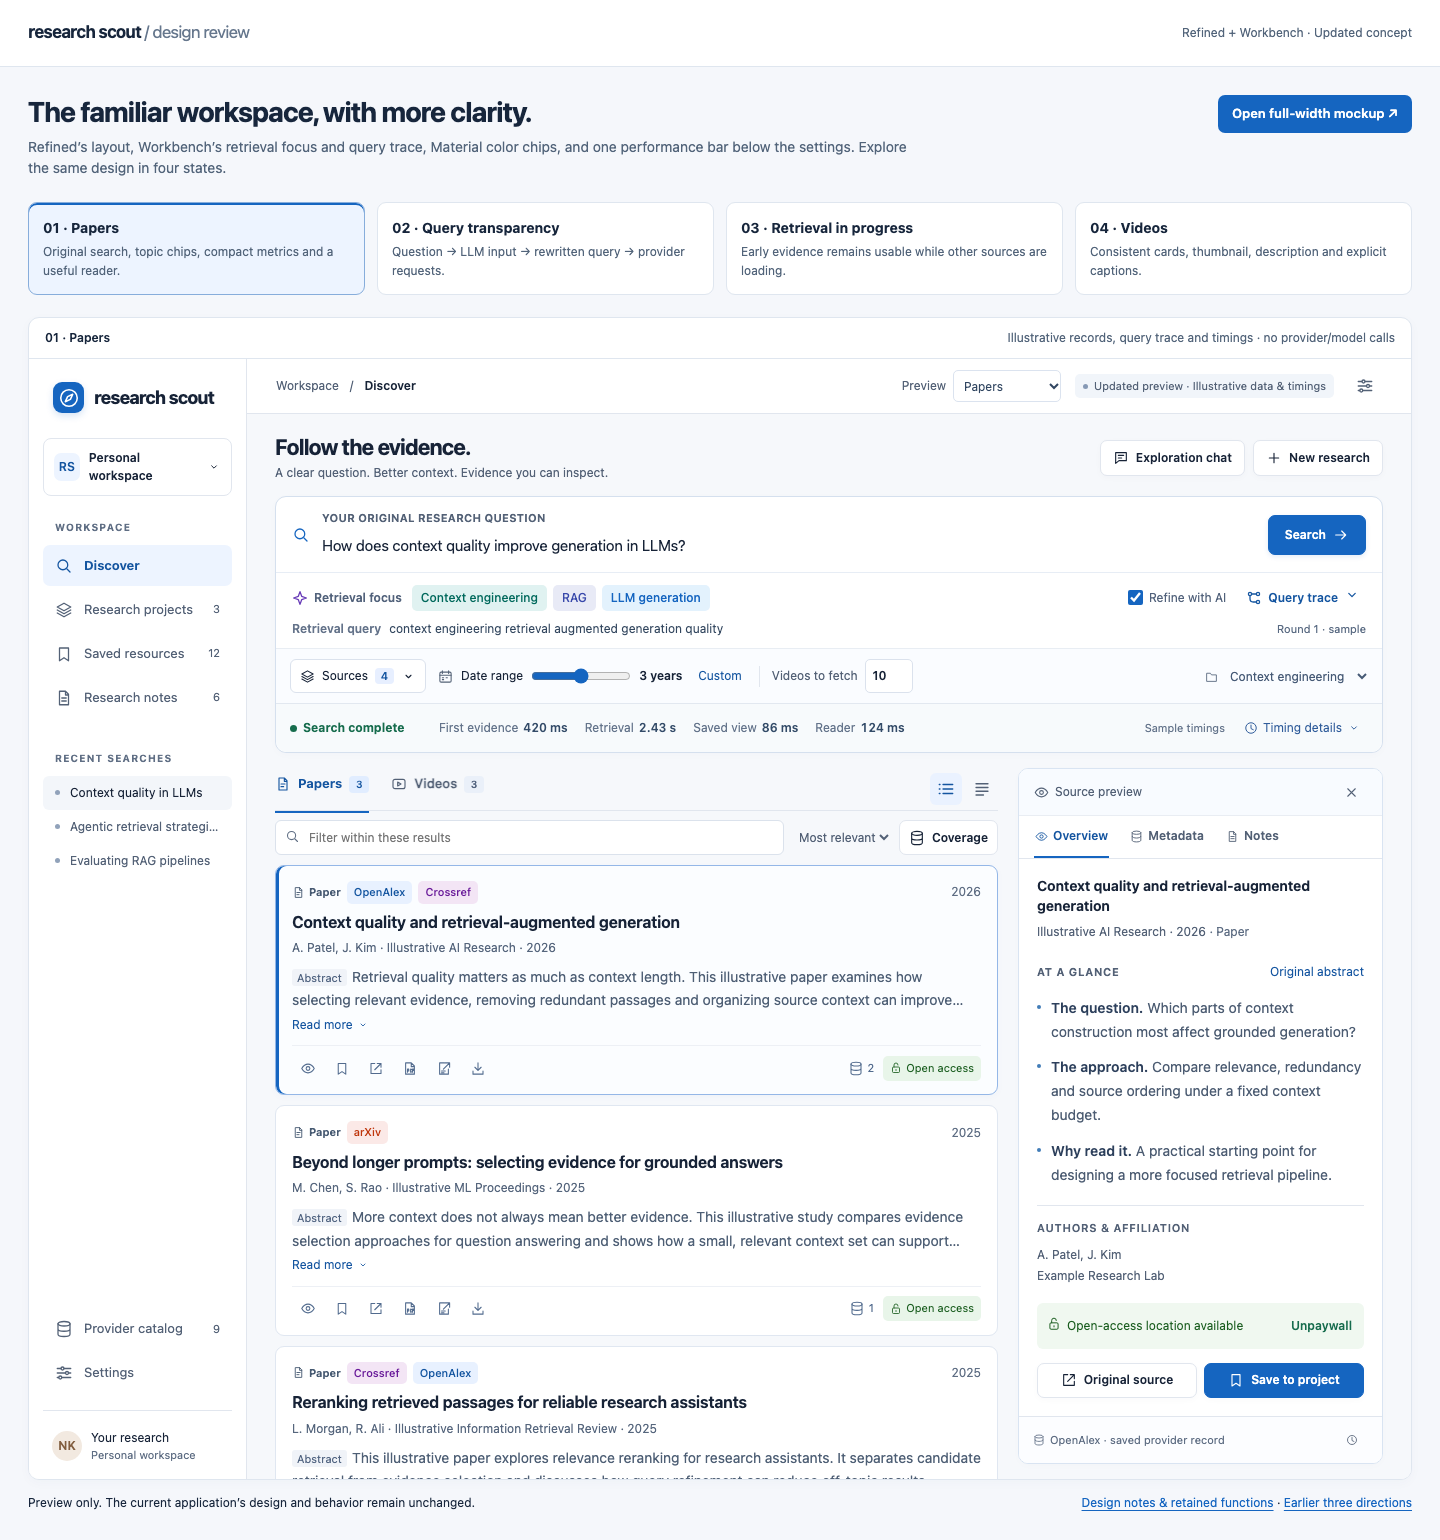 research scout / design review
Refined + Workbench · Updated concept
The familiar workspace, with more clarity.
Open full-width mockup ↗
Refined's layout, Workbench's retrieval focus and query trace, Material color chips, and one performance bar below the settings. Explore
the same design in four states.
01 · Papers
Original search, topic chips, compact metrics and a
useful reader.
02 · Query transparency
Question → LLM input → rewritten query → provider
requests.
03 · Retrieval in progress
Early evidence remains usable while other sources are
loading.
04 · Videos
Consistent cards, thumbnail, description and explicit
captions.
01 · Papers
Illustrative records, query trace and timings · no provider/model calls
research scout
RS
Personal
workspace
WORKSPACE
Discover
Research projects 3
Saved resources 12
Research notes 6
RECENT SEARCHES
Context quality in LLMs
Agentic retrieval strategi...
Evaluating RAG pipelines
Provider catalog 9
Settings
NK
Your research
Personal workspace
Workspace / Discover
Preview
Papers
Updated preview · Illustrative data & timings
Follow the evidence.
A clear question. Better context. Evidence you can inspect.
Exploration chat
New research
YOUR ORIGINAL RESEARCH QUESTION
How does context quality improve generation in LLMs?
Search →
Retrieval focus
Context engineering
RAG
LLM generation
Refine with AI
Query trace
Retrieval query context engineering retrieval augmented generation quality
Round 1 · sample
Sources 4
Date range
3 years
Custom
Videos to fetch
10
Context engineering
Search complete
First evidence 420 ms
Retrieval 2.43 s
Saved view 86 ms
Reader 124 ms
Sample timings
Timing details
Papers 3
Videos 3
Filter within these results
Most relevant
Coverage
Paper OpenAlex Crossref 2026
Context quality and retrieval-augmented generation
A. Patel, J. Kim · Illustrative AI Research · 2026
Abstract Retrieval quality matters as much as context length. This illustrative paper examines how
selecting relevant evidence, removing redundant passages and organizing source context can improve...
Read more
2
Open access
Paper arXiv 2025
Beyond longer prompts: selecting evidence for grounded answers
M. Chen, S. Rao · Illustrative ML Proceedings · 2025
Abstract More context does not always mean better evidence. This illustrative study compares evidence
selection approaches for question answering and shows how a small, relevant context set can support...
Read more
1
Open access
Paper Crossref OpenAlex 2025
Reranking retrieved passages for reliable research assistants
L. Morgan, R. Ali · Illustrative Information Retrieval Review · 2025
Abstract This illustrative paper explores relevance reranking for research assistants. It separates candidate
Source preview
Overview
Metadata
Notes
Context quality and retrieval-augmented
generation
Illustrative AI Research · 2026 · Paper
AT A GLANCE
Original abstract
• The question. Which parts of context
construction most affect grounded generation?
• The approach. Compare relevance, redundancy
and source ordering under a fixed context
budget.
• Why read it. A practical starting point for
designing a more focused retrieval pipeline.
AUTHORS & AFFILIATION
A. Patel, J. Kim
Example Research Lab
Open-access location available
Unpaywall
Original source
Save to project
OpenAlex · saved provider record
Preview only. The current application's design and behavior remain unchanged.
Design notes & retained functions · Earlier three directions